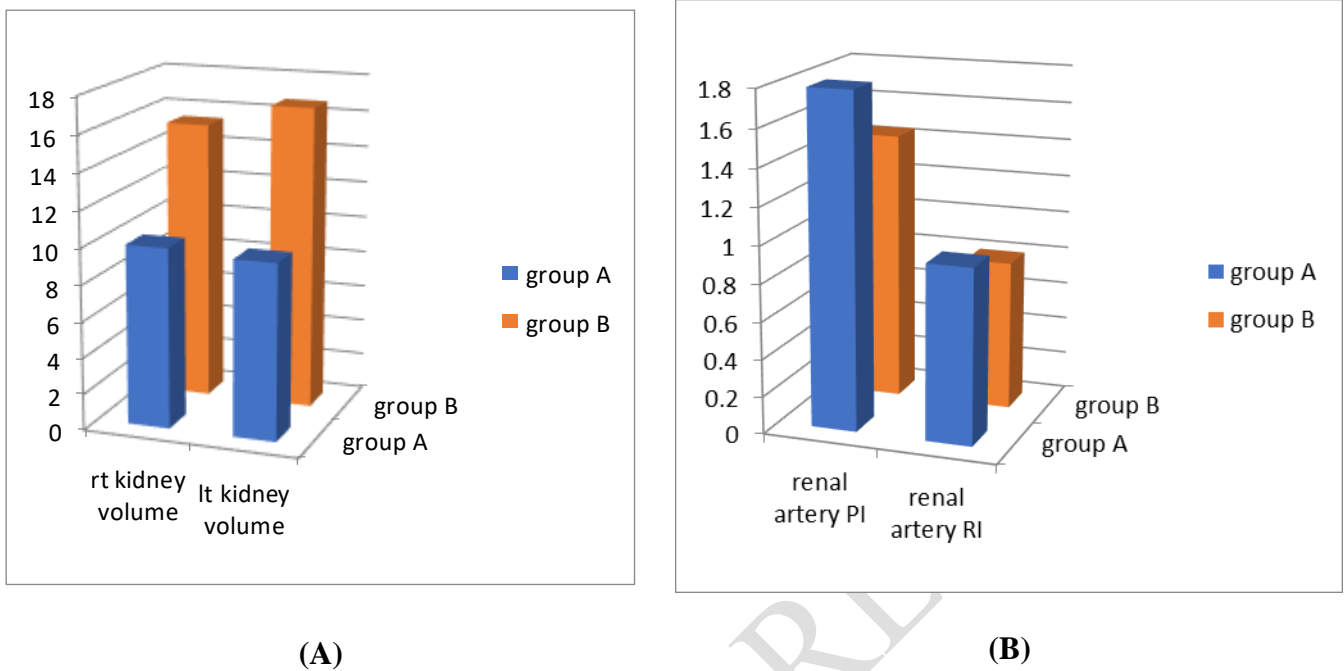 18
16
14
12
10
8
6
4
2
0
rt kidney
volume
lt kidney
volume
group B
group A
group A
group B
(A)
1.8
1.6
1.4
1.2
1
0.8
0.6
0.4
0.2
0
renal
artery PI
renal
artery RI
group B
group A
group A
group B
(B)